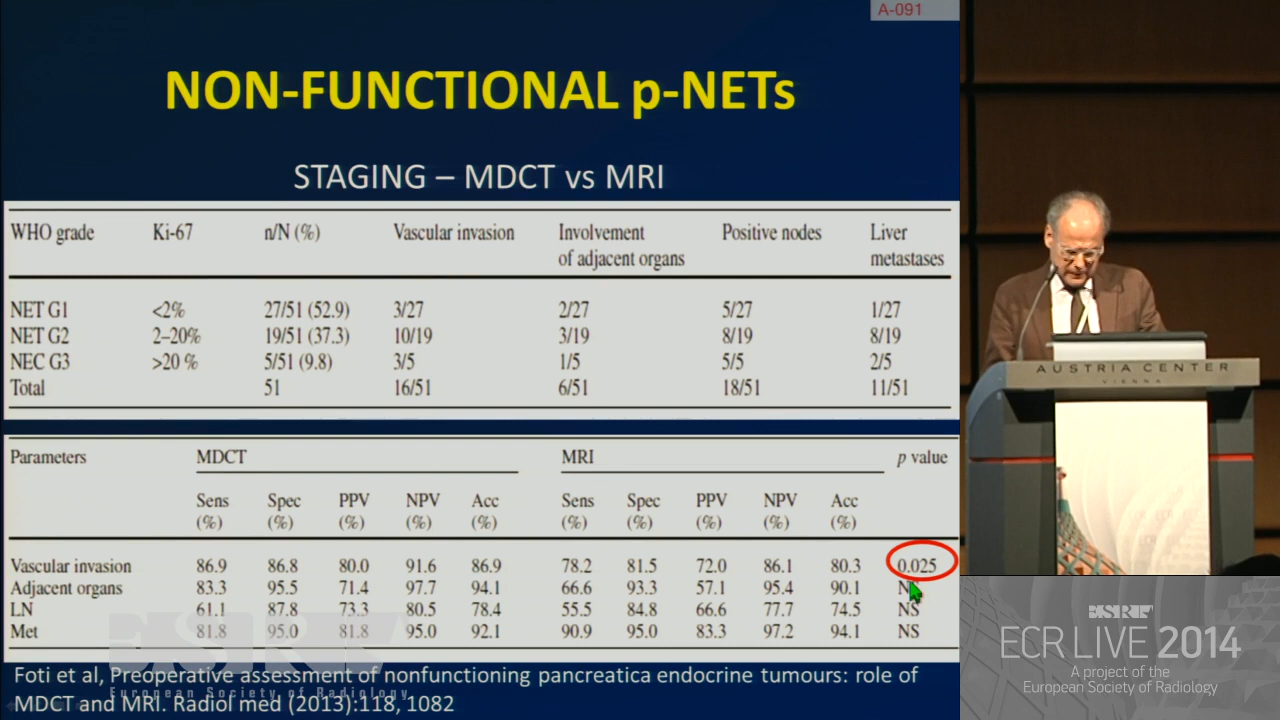 A-091
NON-FUNCTIONAL p-NETs
STAGING – MDCT vs MRI
WHO grade Ki-67 n/N (%) Vascular invasion Involvement of adjacent organs Positive nodes Liver metastases
NET G1 <2% 27/51 (52.9) 3/27 2/27 5/27 1/27
NET G2 2–20% 19/51 (37.3) 10/19 3/19 8/19 8/19
NEC G3 >20 % 5/51 (9.8) 3/5 1/5 5/5 2/5
Total 51 16/51 6/51 18/51 11/51
Parameters MDCT MRI p value
Sens (%) Spec (%) PPV (%) NPV (%) Acc (%) Sens (%) Spec (%) PPV (%) NPV (%) Acc (%)
Vascular invasion 86.9 86.8 80.0 91.6 86.9 78.2 81.5 72.0 86.1 80.3 0.025
Adjacent organs 83.3 95.5 71.4 97.7 94.1 66.6 93.3 57.1 95.4 90.1 NS
LN 61.1 87.8 73.3 80.5 78.4 55.5 84.8 66.6 77.7 74.5 NS
Met 81.8 95.0 81.8 95.0 92.1 90.9 95.0 83.3 97.2 94.1 NS
Foti et al, Preoperative assessment of nonfunctioning pancreatica endocrine tumours: role of
MDCT and MRI. Radiol med (2013):118, 1082
ESR
European Society of Radiology
AUSTRIA CENTER
VIENNA
ESR
ECR LIVE 2014
A project of the
European Society of Radiology